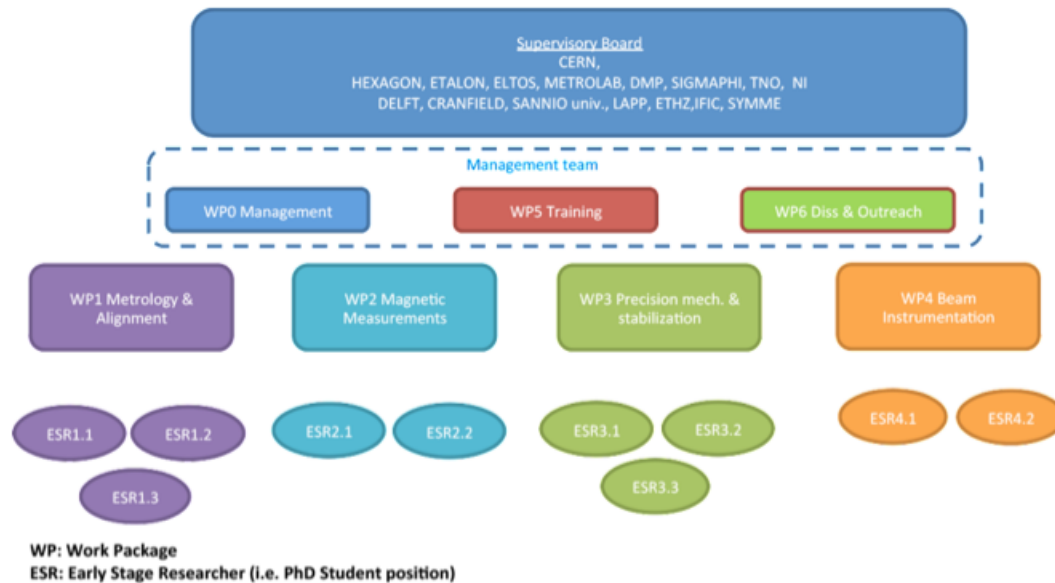 Supervisory Board
CERN,
HEXAGON, ETALON, ELTOS, METROLAB, DMP, SIGMAPHI, TNO, NI
DELFT, CRANFIELD, SANNIO univ., LAPP, ETHZ,IFIC, SYMME
Management team
WP0 Management
WP5 Training
WP6 Diss & Outreach
WP1 Metrology &
Alignment
WP2 Magnetic
Measurements
WP3 Precision mech. &
stabilization
WP4 Beam
Instrumentation
ESR1.1
ESR1.2
ESR1.3
ESR2.1
ESR2.2
ESR3.1
ESR3.2
ESR3.3
ESR4.1
ESR4.2
WP: Work Package
ESR: Early Stage Researcher (i.e. PhD Student position)